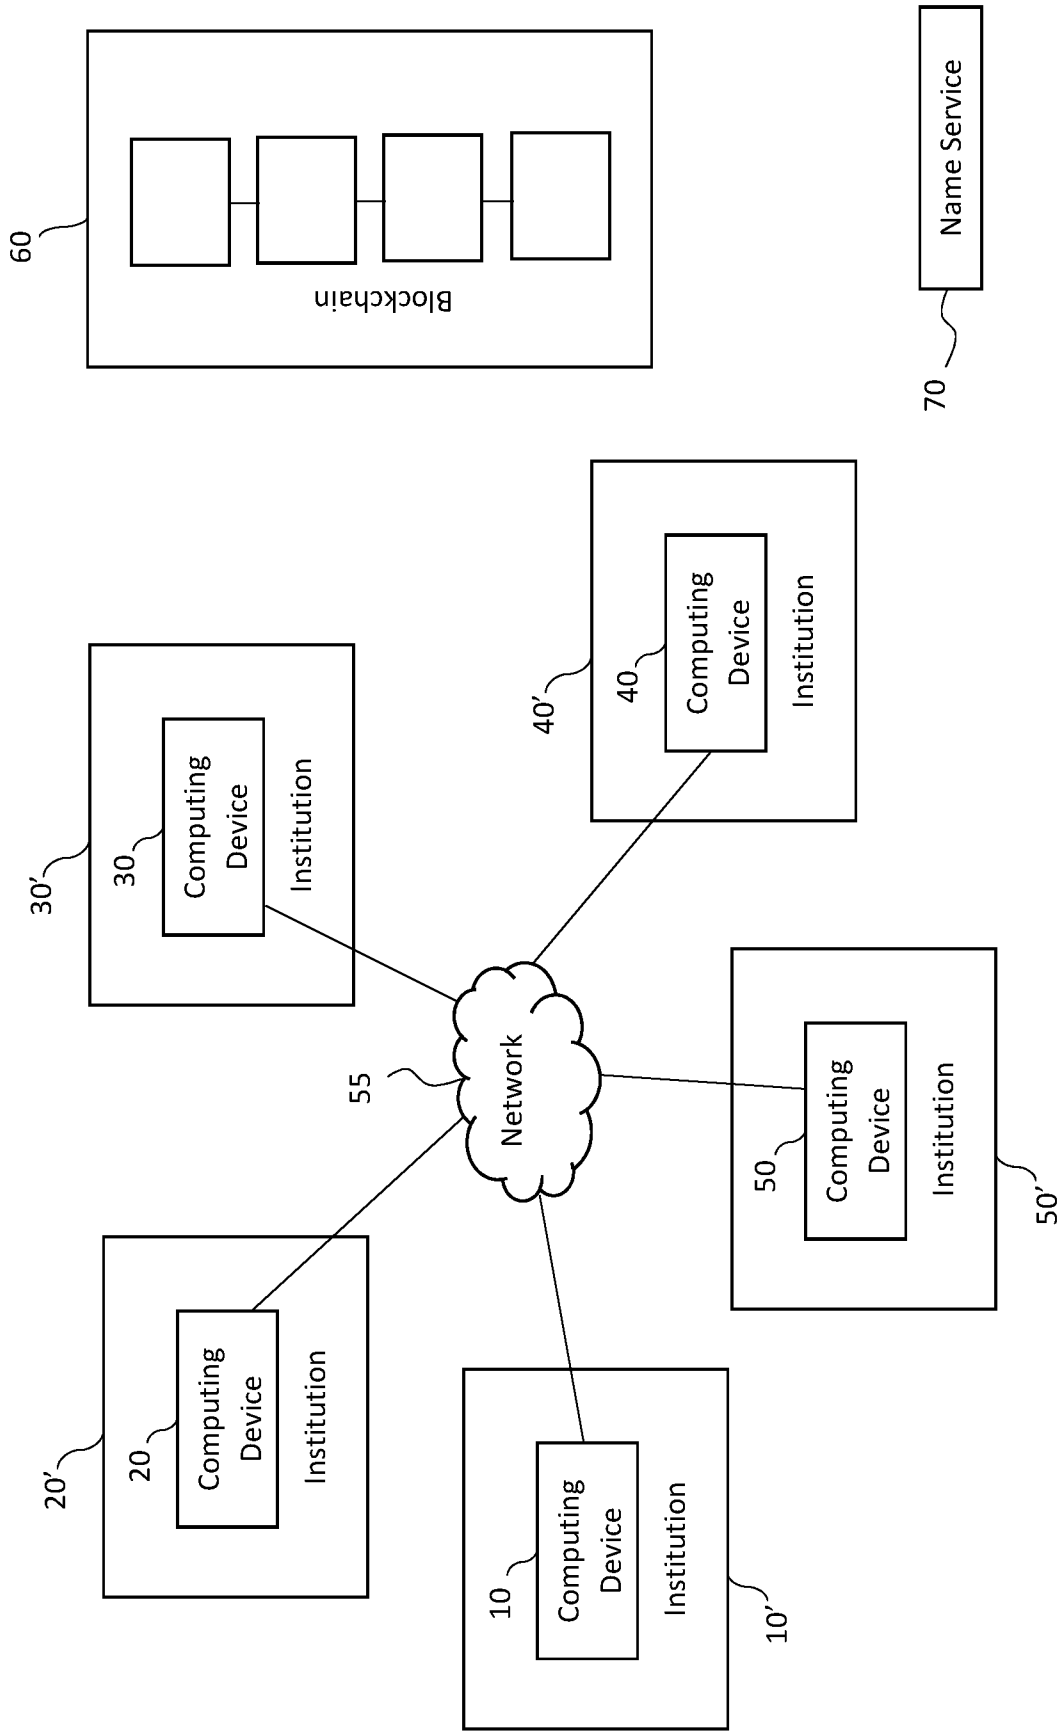 20'
20
Computing
Device
Institution
30'
30
Computing
Device
Institution
60
Blockchain
55
Network
10
Computing
Device
Institution
10'
50
Computing
Device
Institution
50'
40'
40
Computing
Device
Institution
70
Name Service